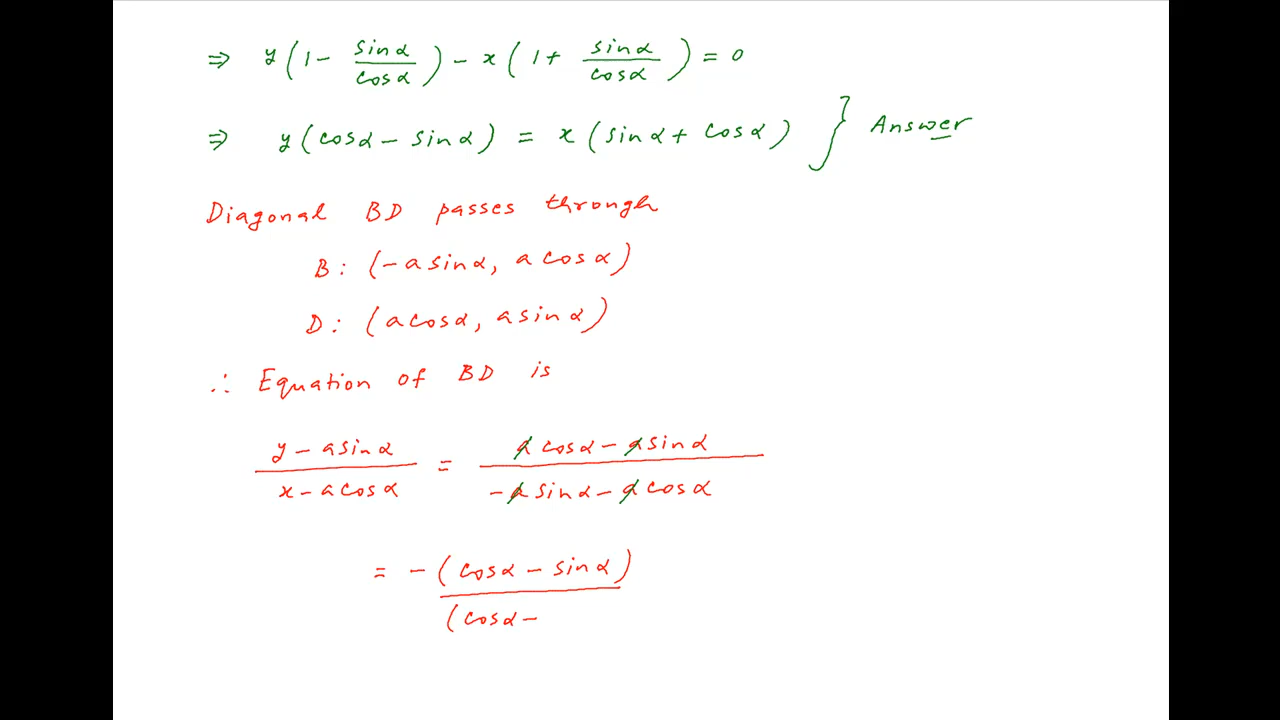 ⇒ y(1 - sinα/cosα) - x(1 + sinα/cosα) = 0
⇒ y(cosα - sinα) = x(sinα + cosα) } Answer
Diagonal BD passes through
B: (-a sinα, a cosα)
D: (a cosα, a sinα)
∴ Equation of BD is
(y - a sinα)/(x - a cosα) = (a cosα - a sinα)/(-a sinα - a cosα)
= -(cosα - sinα)/(cosα -